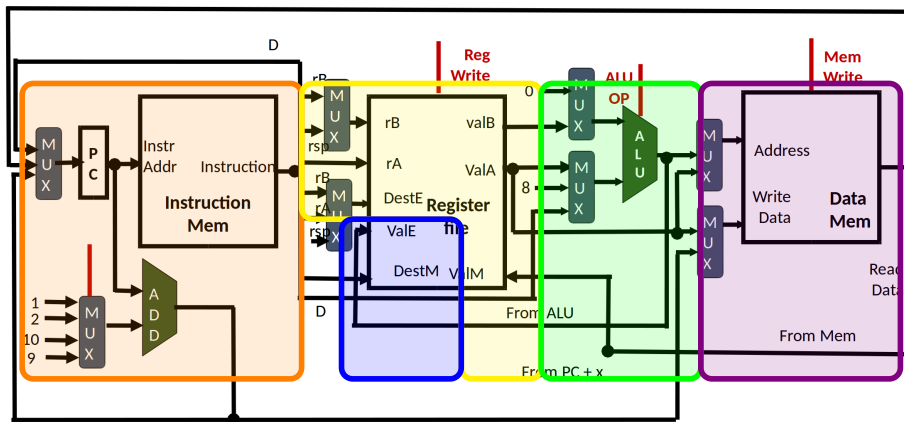 D
Reg
Write
ALU
OP
Mem
Write
rB
rsp
rB
rA
rsp
M
U
X
P
C
Instr
Addr
Instruction
Instruction
Mem
M
U
X
M
U
X
rB
rA
DestE
ValE
DestM
valB
ValA
ValM
Register
file
0
8
M
U
X
M
U
X
A
L
U
M
U
X
M
U
X
Address
Write
Data
Data
Mem
Read
Data
1
2
10
9
M
U
X
A
D
D
D
From ALU
From Mem
From PC + x